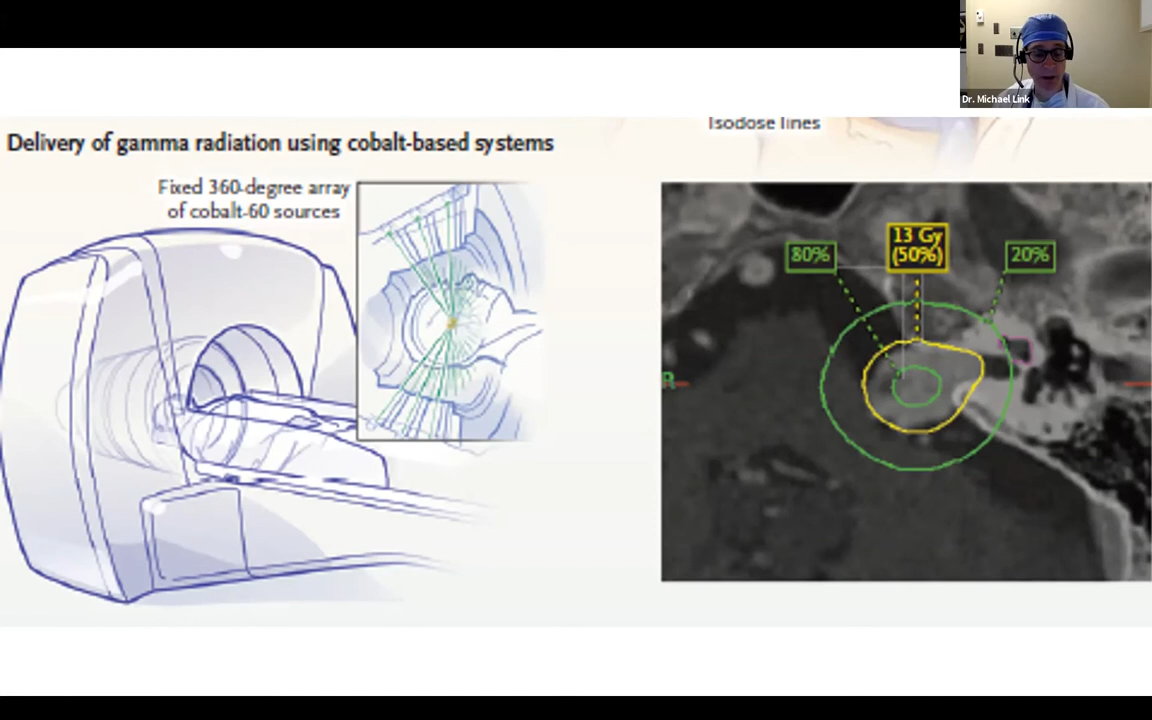 Dr. Michael Link
Isodose lines
Delivery of gamma radiation using cobalt-based systems
Fixed 360-degree array
of cobalt-60 sources
80%
13 Gy
(50%)
20%
R